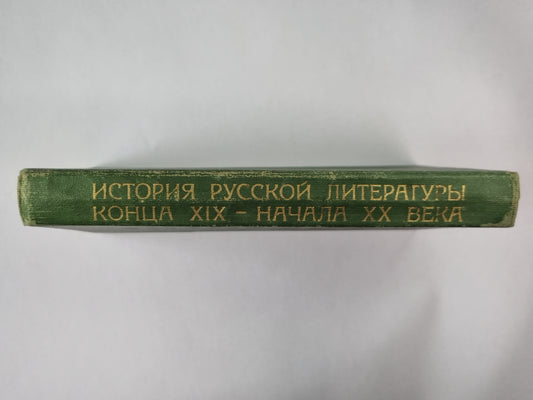 ИСТОРИЯ РУССКОЙ ЛИТЕРАТУРЫ
КОНЦА XIX – НАЧАЛА XX ВЕКА